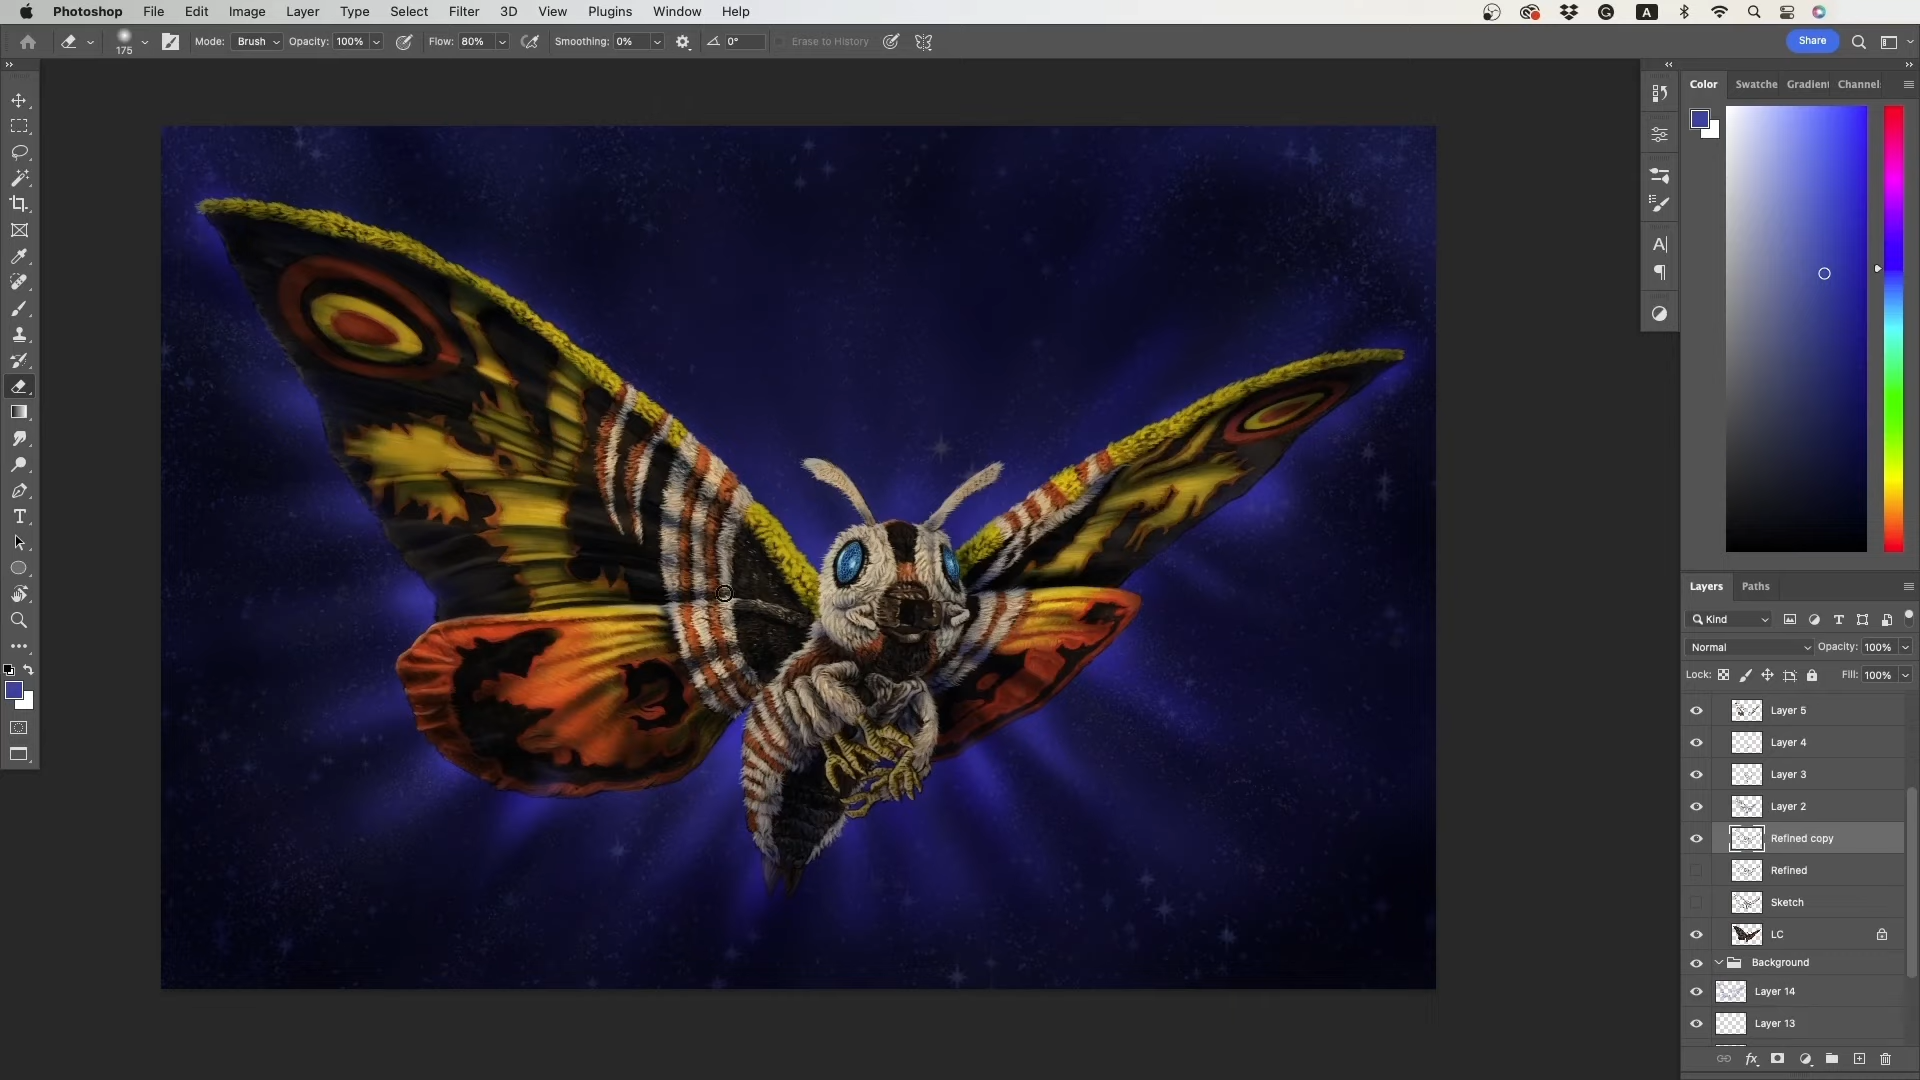 Photoshop File Edit Image Layer Type Select Filter 3D View Plugins Window Help A
175 Mode: Brush Opacity: 100% Flow: 80% Smoothing: 0% 0° Erase to History Share
Color Swatche Gradient Channel
Layers Paths
Kind
Normal Opacity: 100%
Lock: Fill: 100%
Layer 5
Layer 4
Layer 3
Layer 2
Refined copy
Refined
Sketch
LC
Background
Layer 14
Layer 13